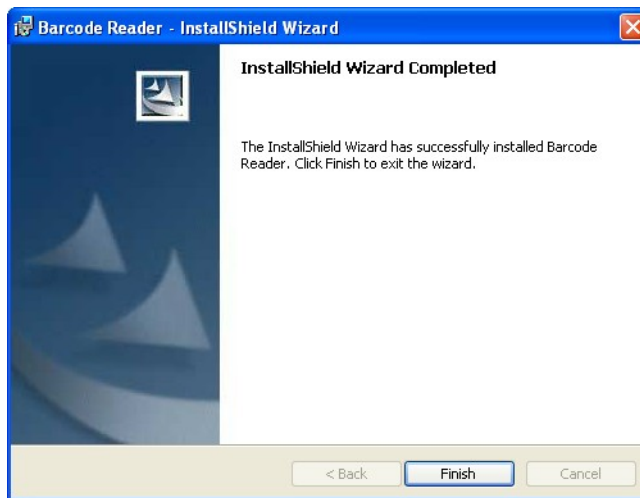 Barcode Reader - InstallShield Wizard
InstallShield Wizard Completed
The InstallShield Wizard has successfully installed Barcode
Reader. Click Finish to exit the wizard.
< Back
Finish
Cancel